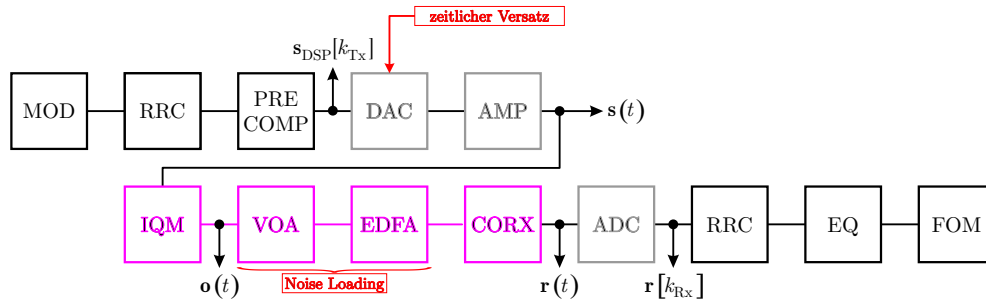 zeitlicher Versatz
s_DSP[k_Tx]
MOD RRC PRE COMP DAC AMP s(t)
IQM VOA EDFA CORX ADC RRC EQ FOM
o(t) Noise Loading r(t) r[k_Rx]